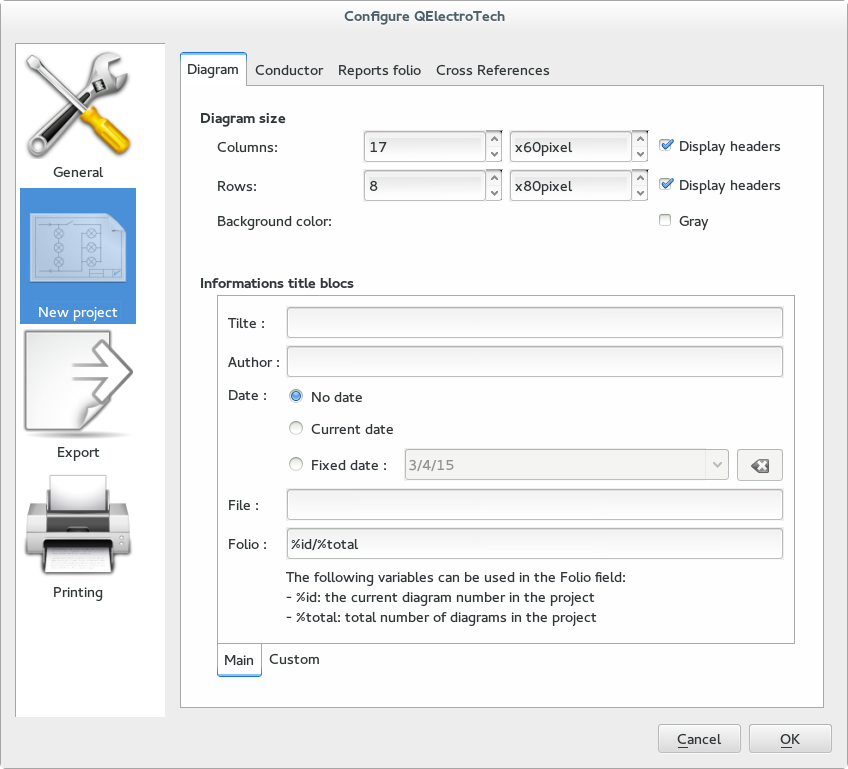 Configure QElectroTech
General
New project
Export
Printing
Diagram Conductor Reports folio Cross References
Diagram size
Columns: 17 x60pixel Display headers
Rows: 8 x80pixel Display headers
Background color: Gray
Informations title blocs
Tilte :
Author :
Date : No date
Current date
Fixed date : 3/4/15
File :
Folio : %id/%total
The following variables can be used in the Folio field:
- %id: the current diagram number in the project
- %total: total number of diagrams in the project
Main Custom
Cancel OK